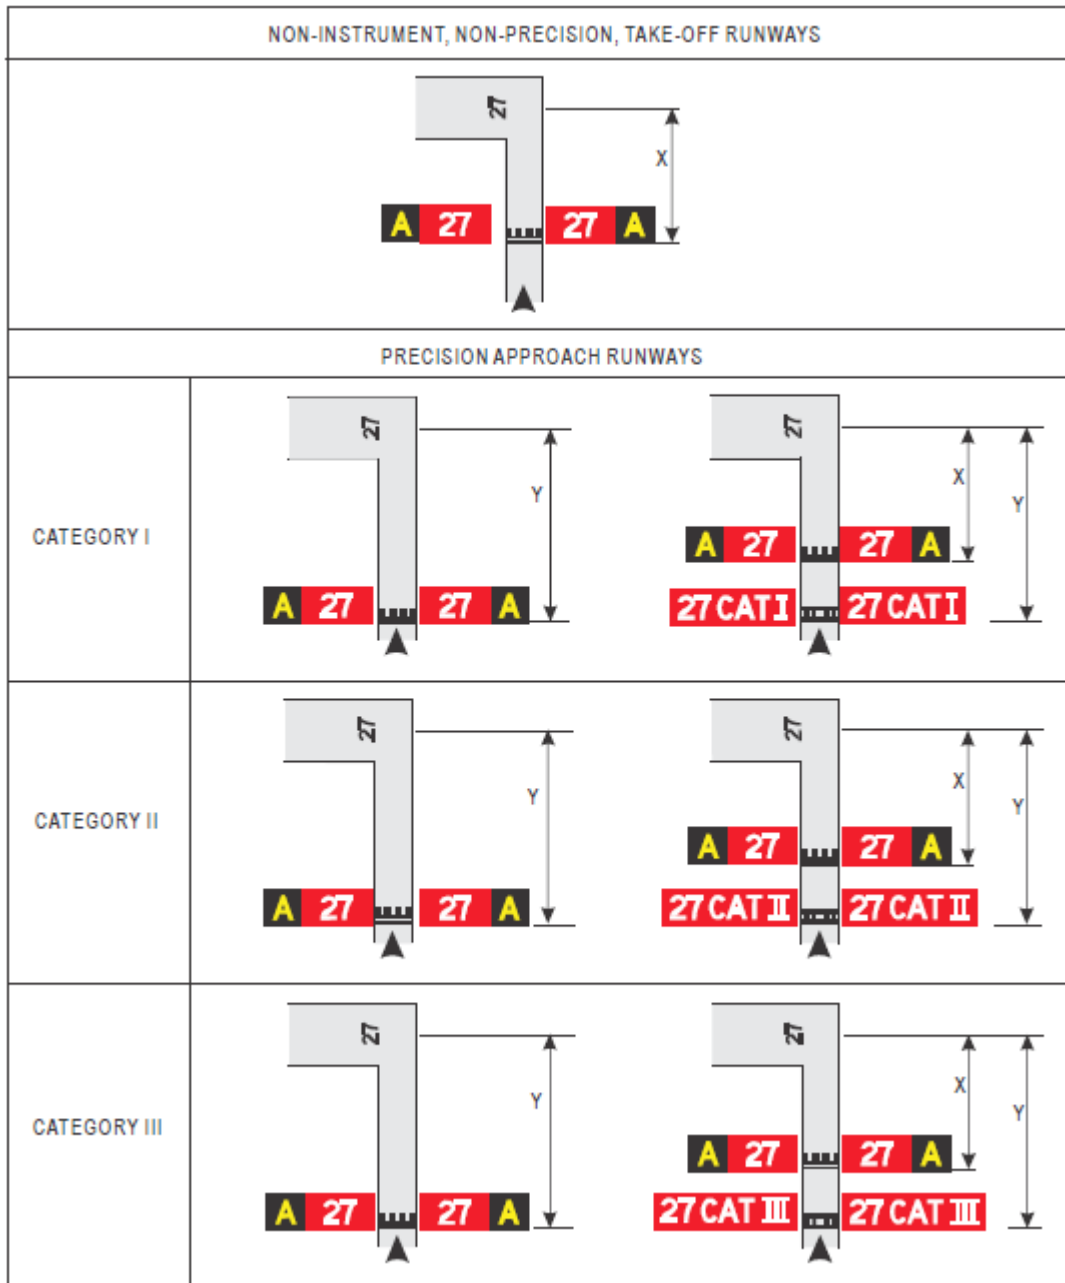 NON-INSTRUMENT, NON-PRECISION, TAKE-OFF RUNWAYS
27
X
A 27 27 A
PRECISION APPROACH RUNWAYS
CATEGORY I
27
Y
A 27 27 A
27
X
Y
A 27 27 A
27 CAT I 27 CAT I
CATEGORY II
27
Y
A 27 27 A
27
X
Y
A 27 27 A
27 CAT II 27 CAT II
CATEGORY III
27
Y
A 27 27 A
27
X
Y
A 27 27 A
27 CAT III 27 CAT III